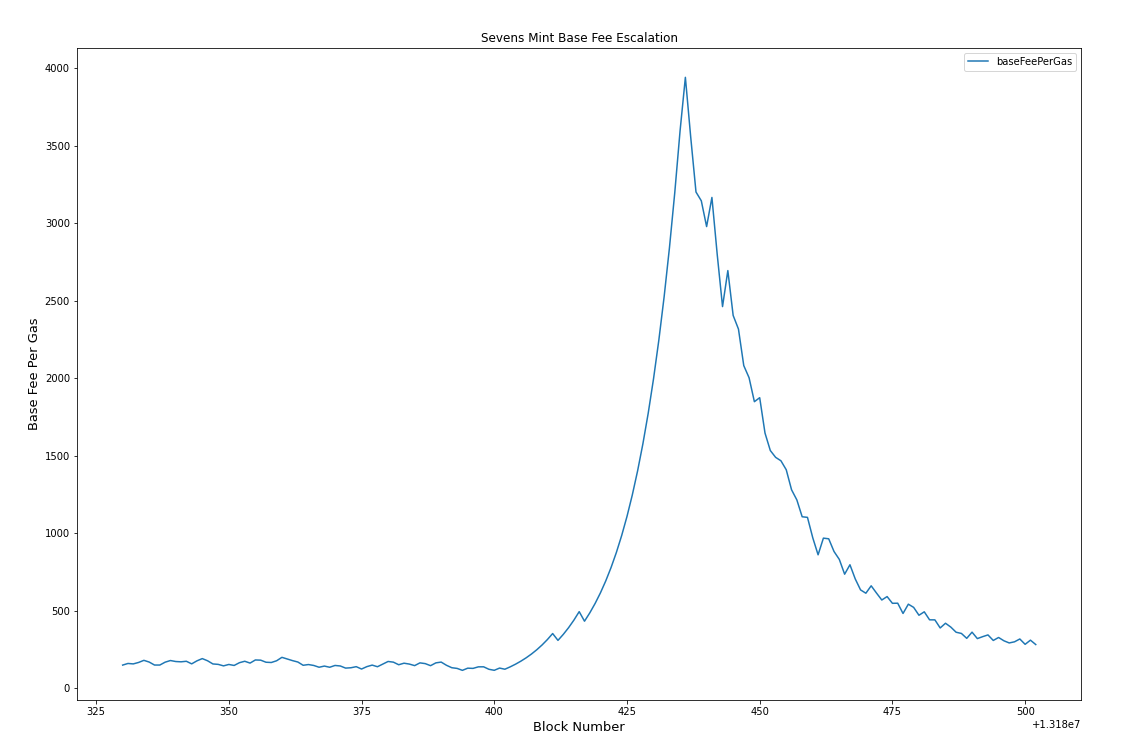 Sevens Mint Base Fee Escalation
baseFeePerGas
4000
3500
3000
2500
2000
1500
1000
500
0
Base Fee Per Gas
325 350 375 400 425 450 475 500
+1.318e7
Block Number